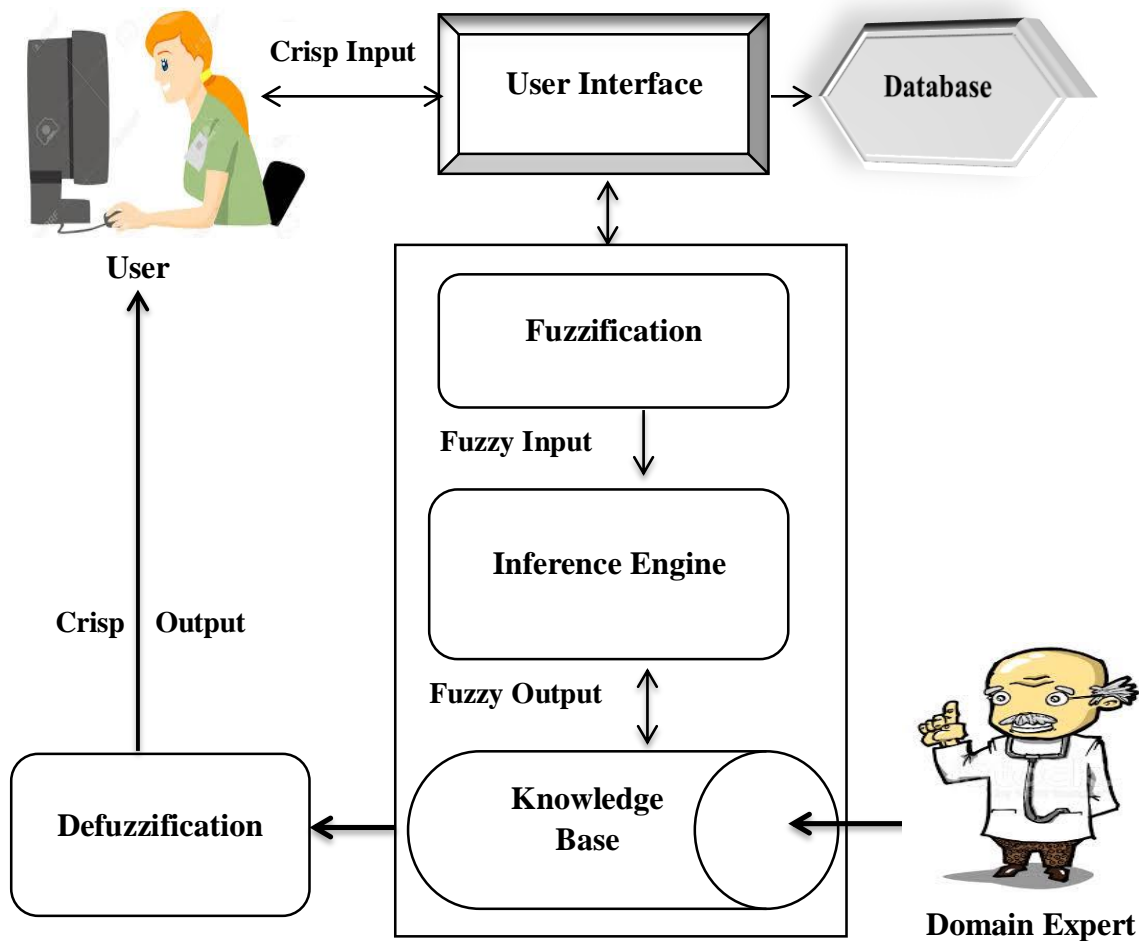 Crisp Input
User Interface
Database
User
Fuzzification
Fuzzy Input
Inference Engine
Crisp Output
Fuzzy Output
Knowledge
Base
Defuzzification
Domain Expert